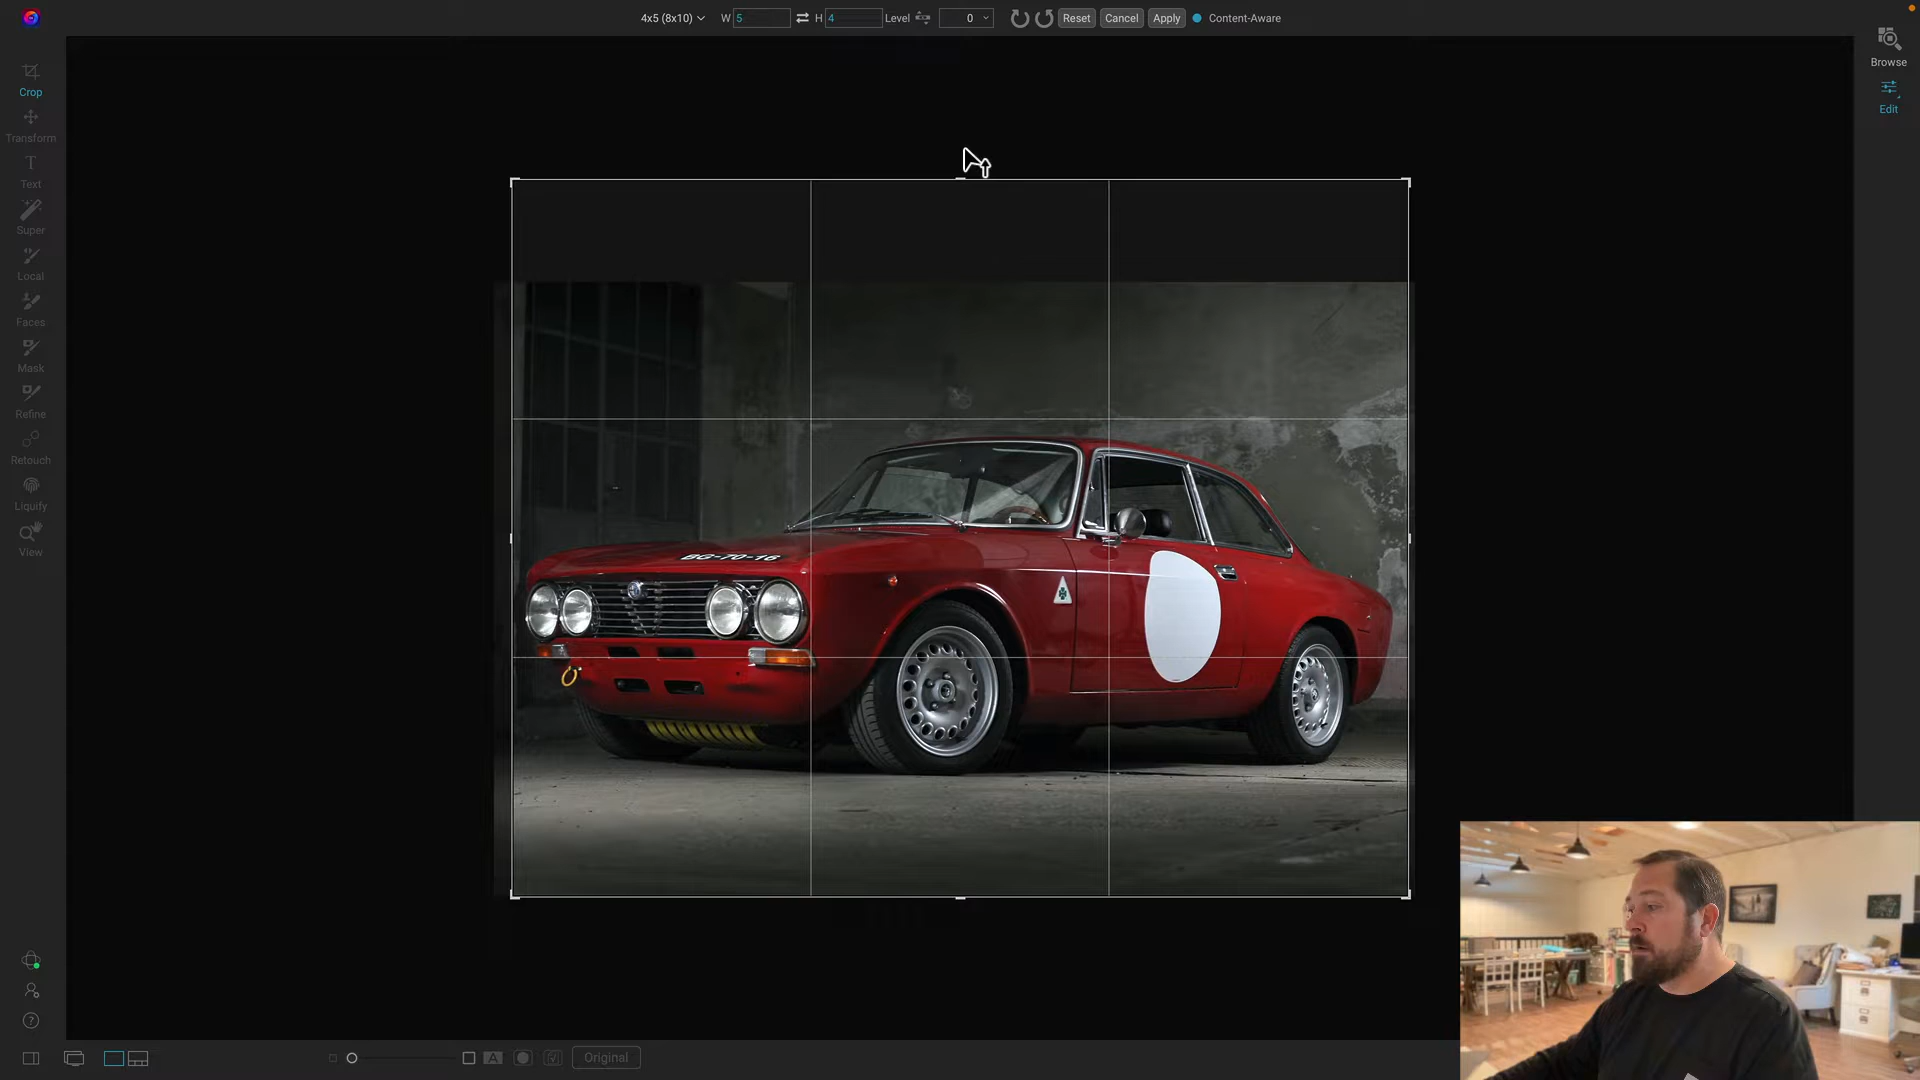 4x5 (8x10) W 5 H 4 Level 0 Reset Cancel Apply Content-Aware
Browse
Edit
Crop
Transform
Text
Super
Local
Faces
Mask
Refine
Retouch
Liquify
View
BG-70-16
A Original